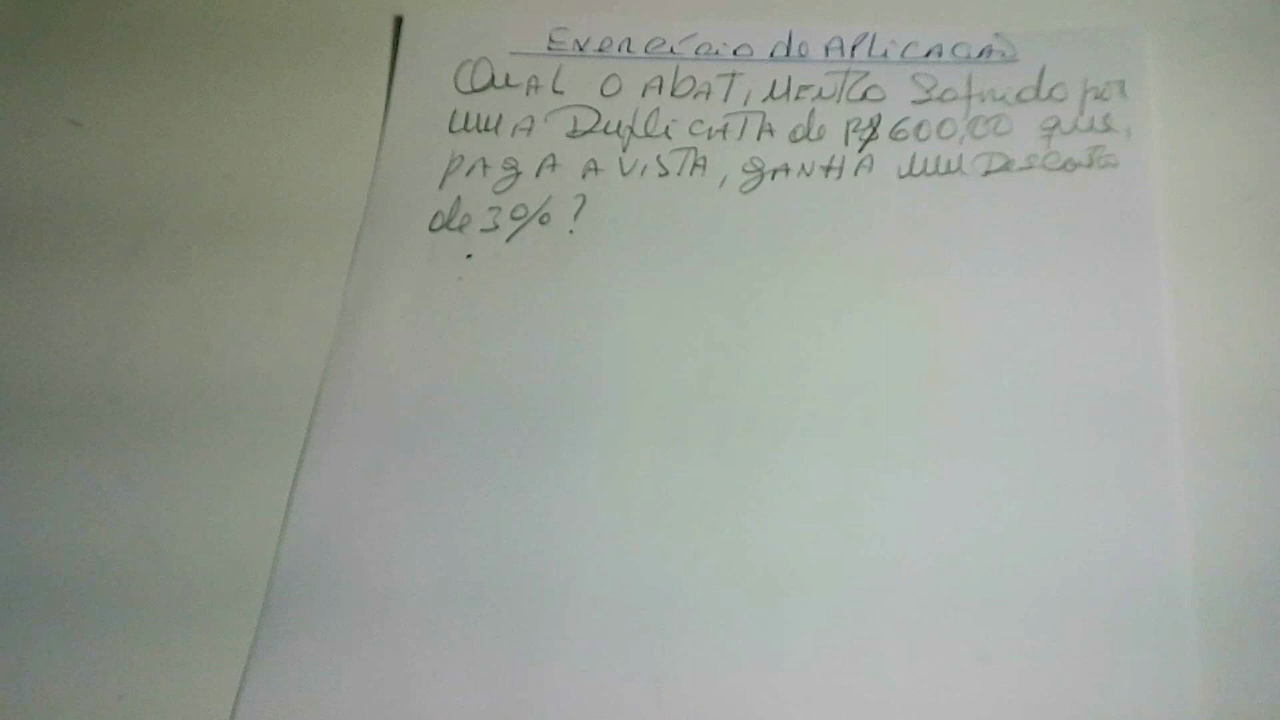 Exercício de Aplicação
QUAL O ABATIMENTO Sofrido por
uma Duplicata de R$600,00 que,
paga a vista, ganha um Desconto
de 3%?